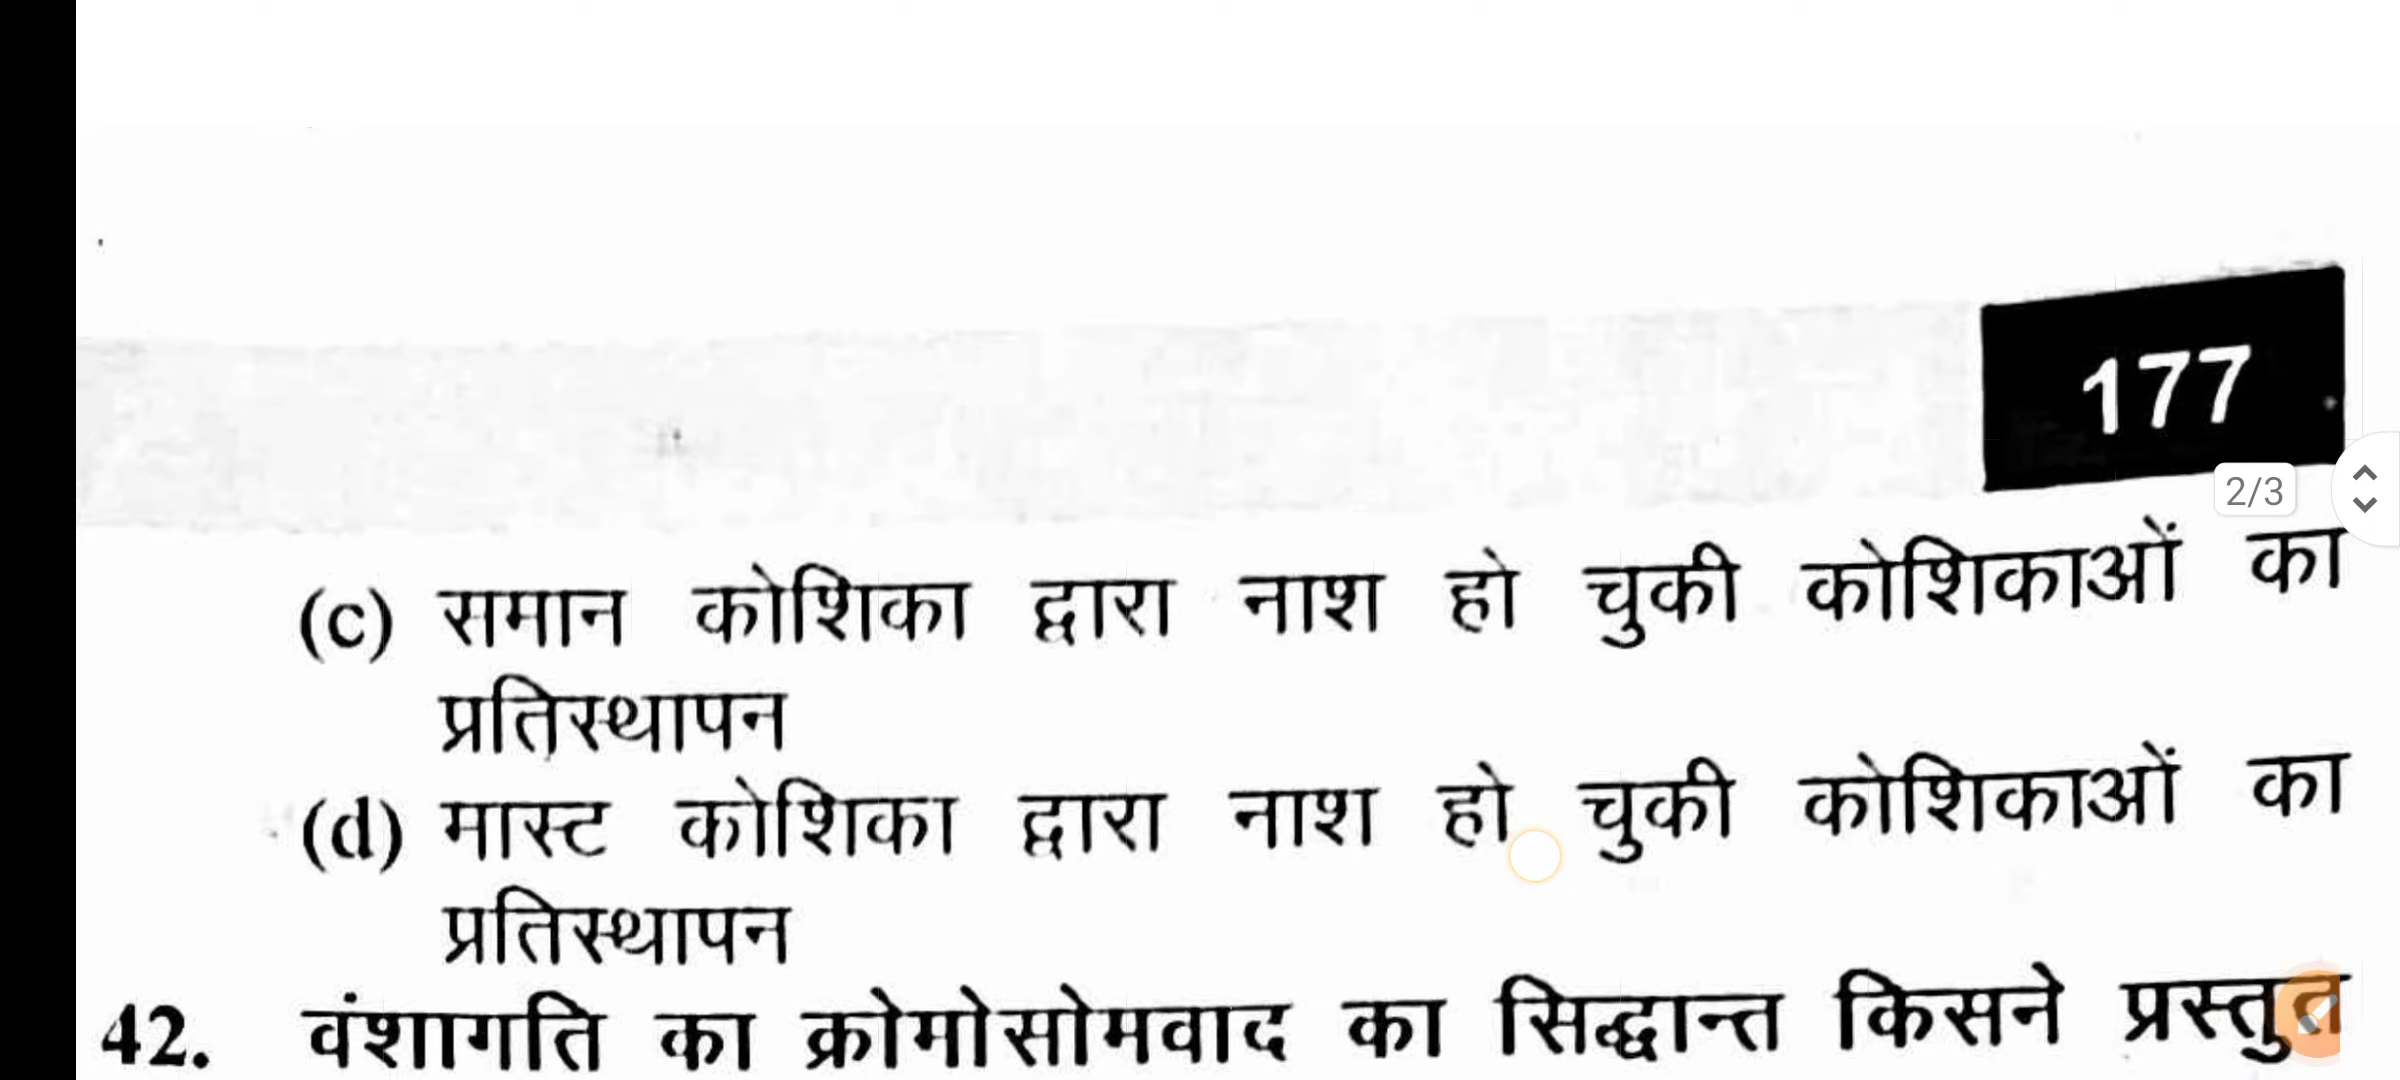 177
2/3
(c) समान कोशिका द्वारा नाश हो चुकी कोशिकाओं का
प्रतिस्थापन
(d) मास्ट कोशिका द्वारा नाश हो चुकी कोशिकाओं का
प्रतिस्थापन
42. वंशागति का क्रोमोसोमवाद का सिद्धान्त किसने प्रस्तुत